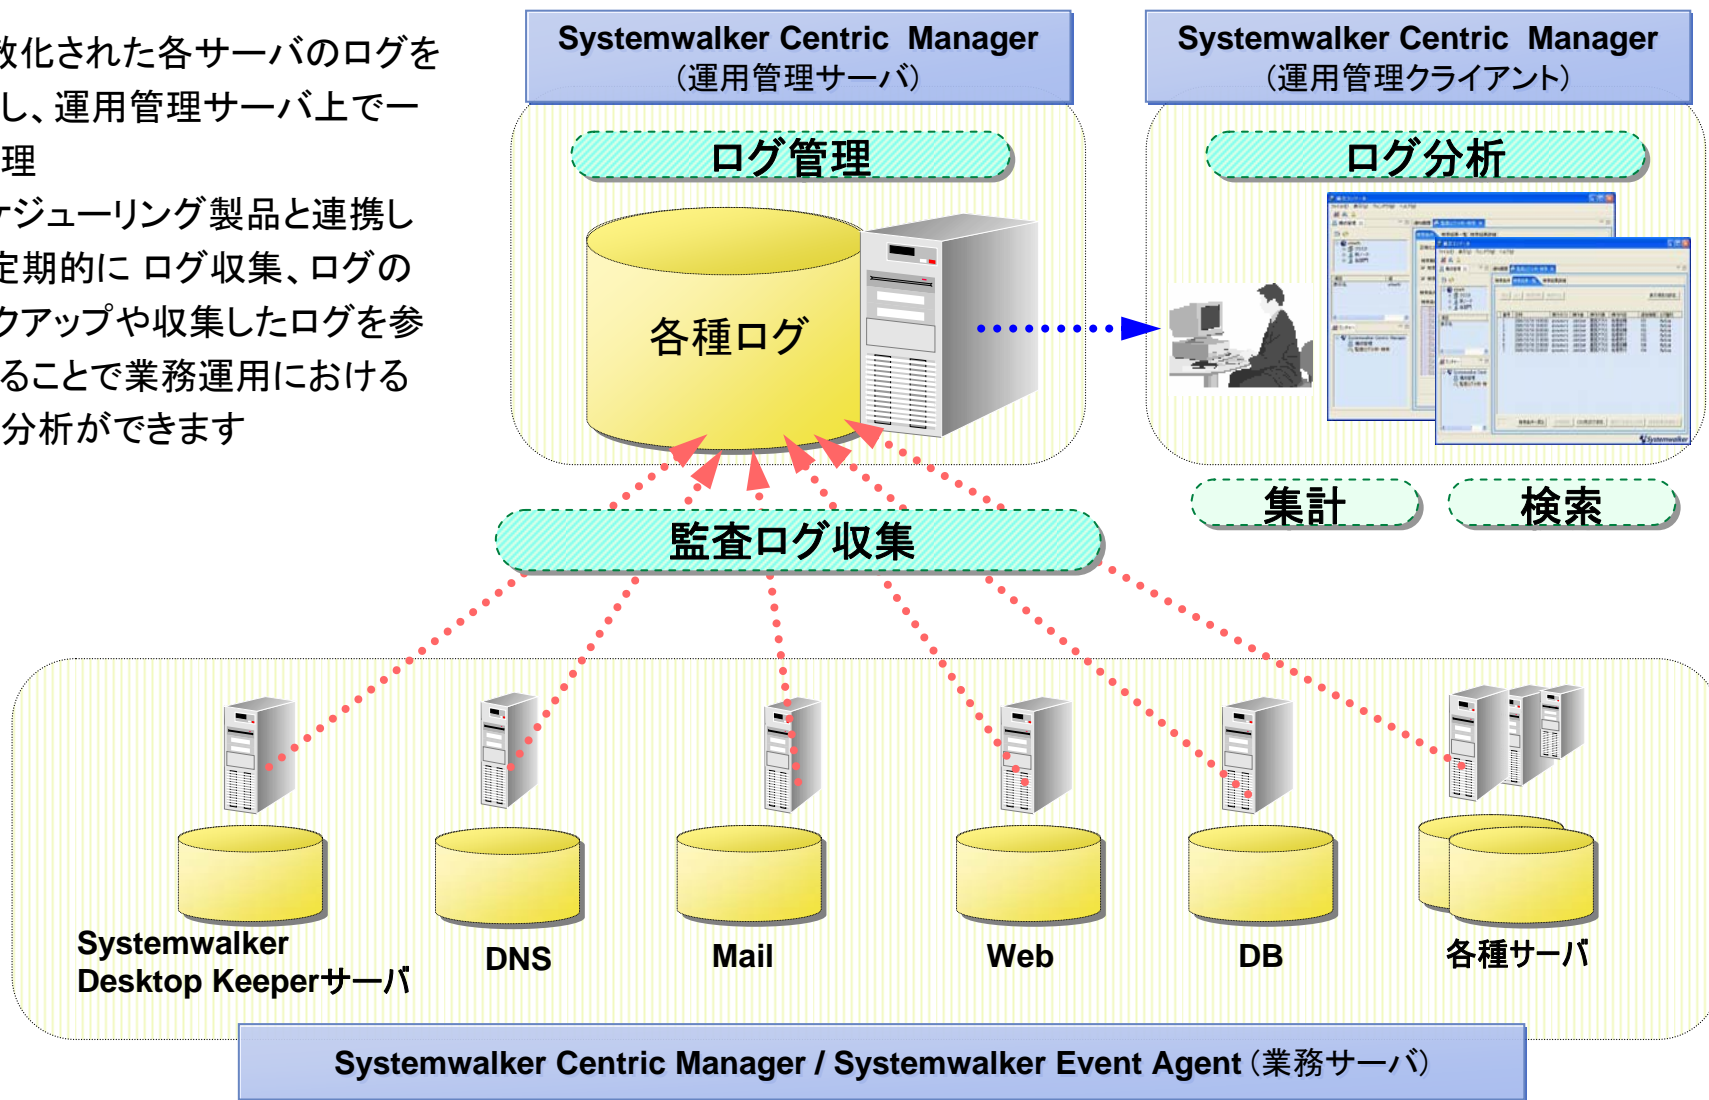 数化された各サーバのログを
し、運用管理サーバ上で一
理
ケジューリング製品と連携し
定期的に ログ収集、ログの
クアップや収集したログを参
ることで業務運用における
分析ができます
Systemwalker Centric Manager
（運用管理サーバ）
ログ管理
各種ログ
Systemwalker Centric Manager
（運用管理クライアント）
ログ分析
Systemwalker
集計
検索
監査ログ収集
Systemwalker
Desktop Keeperサーバ
DNS
Mail
Web
DB
各種サーバ
Systemwalker Centric Manager / Systemwalker Event Agent（業務サーバ）